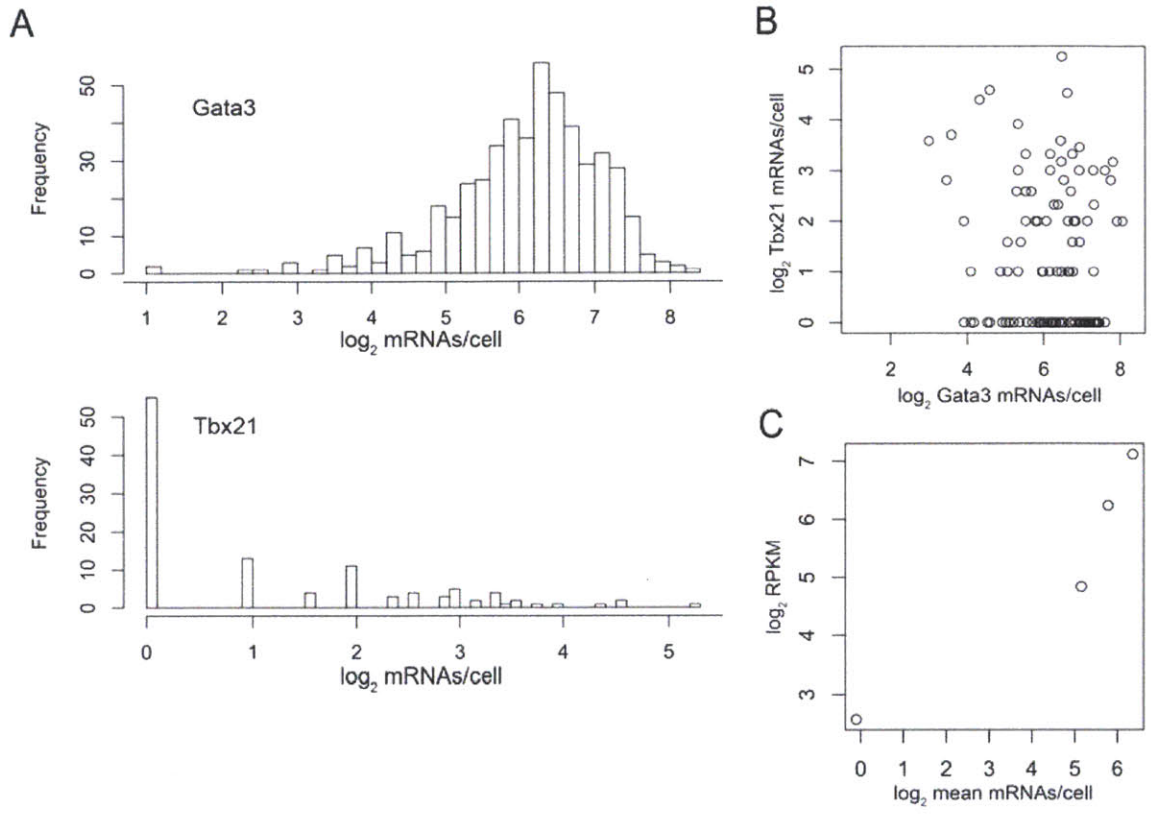 A
Gata3
Frequency
50
30
10
0
1 2 3 4 5 6 7 8
log2 mRNAs/cell
Tbx21
Frequency
50
40
30
20
10
0
0 1 2 3 4 5
log2 mRNAs/cell
B
log2 Tbx21 mRNAs/cell
5
4
3
2
1
0
2 4 6 8
log2 Gata3 mRNAs/cell
C
log2 RPKM
7
6
5
4
3
0 1 2 3 4 5 6
log2 mean mRNAs/cell